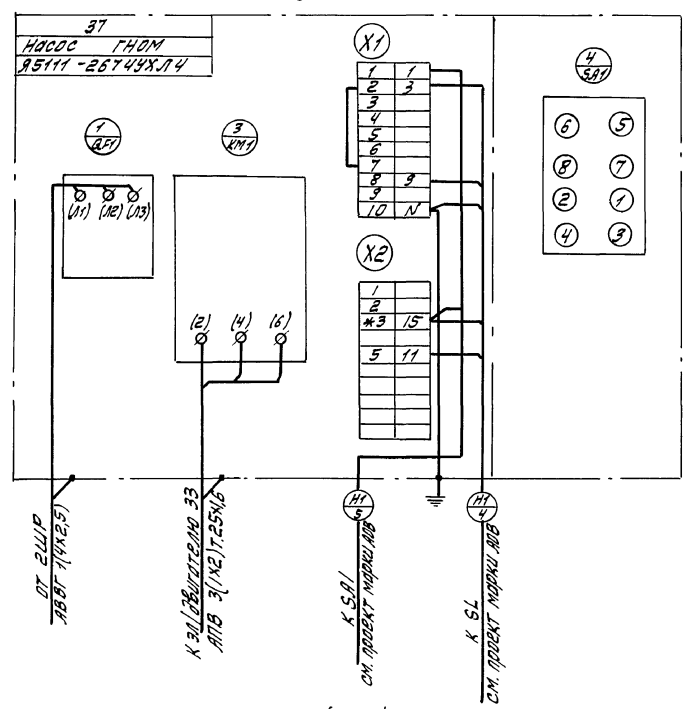 37
Насос ГНОМ
Я5111-2674УХЛ4
X1
1 1
2 3
3
4
5
6
7
8 9
9
10 N
4
SA1
6 5
8 7
2 1
4 3
1
QF1
3
KM1
(Л1) (Л2) (Л3)
(2) (4) (6)
X2
1
2
*3 15
5 11
от 2ШР
АВВГ 1(4х2,5)
К эл/двигателю 33
АПВ 3(1х2),т.25х1,6
H1
5
К SA1
см. проект марки АОВ
H1
4
К SL
см. проект марки АОВ